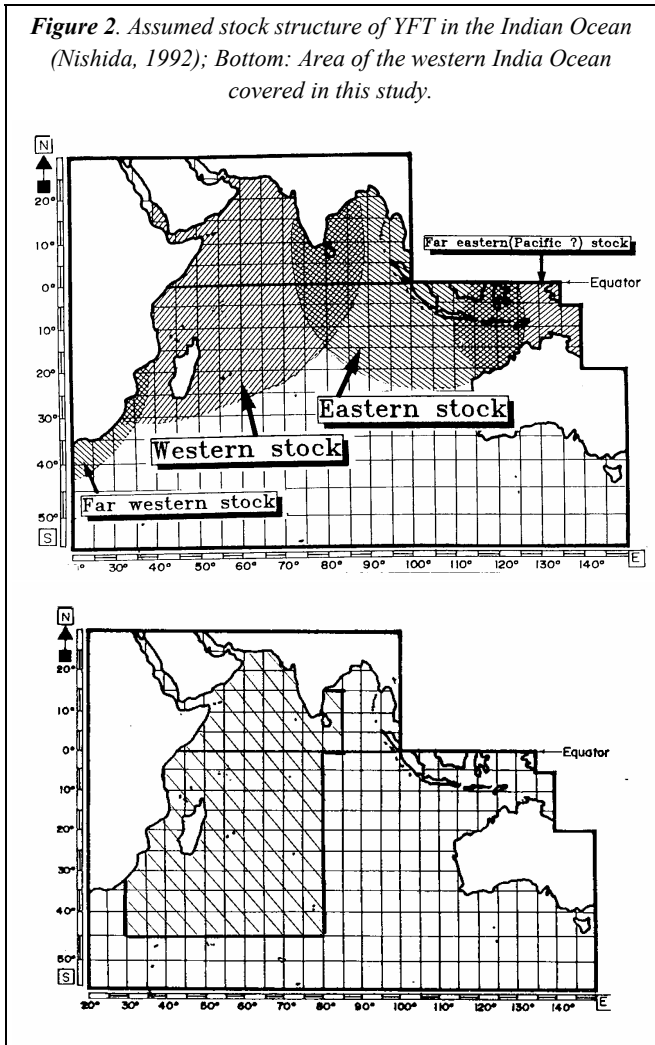 Figure 2. Assumed stock structure of YFT in the Indian Ocean
(Nishida, 1992); Bottom: Area of the western India Ocean
covered in this study.
N
20°
10°
0°
10°
20°
30°
40°
50°
S
Far eastern(Pacific ?) stock
Equator
Eastern stock
Western stock
Far western stock
30° 40° 50° 60° 70° 80° 90° 100° 110° 120° 130° 140° E
N
20°
10°
0°
10°
20°
30°
40°
50°
S
Equator
20° 30° 40° 50° 60° 70° 80° 90° 100° 110° 120° 130° 140° E